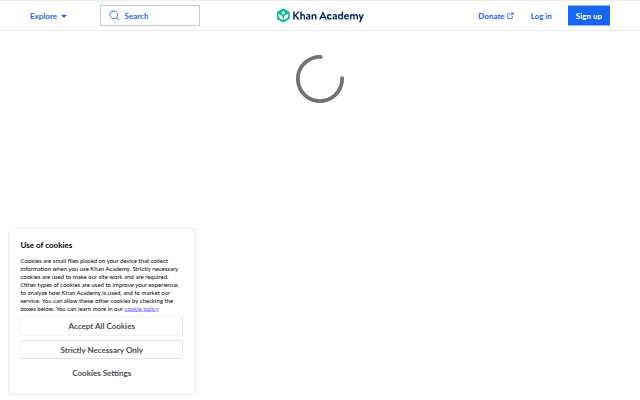 Explore
Search
Khan Academy
Donate
Log in
Sign up
Use of cookies
Cookies are small files placed on your device that collect
information when you use Khan Academy. Strictly necessary
cookies are used to make our site work and are required.
Other types of cookies are used to improve your experience,
to analyze how Khan Academy is used, and to market our
service. You can allow these other cookies by checking the
boxes below. You can learn more in our cookie policy
Accept All Cookies
Strictly Necessary Only
Cookies Settings